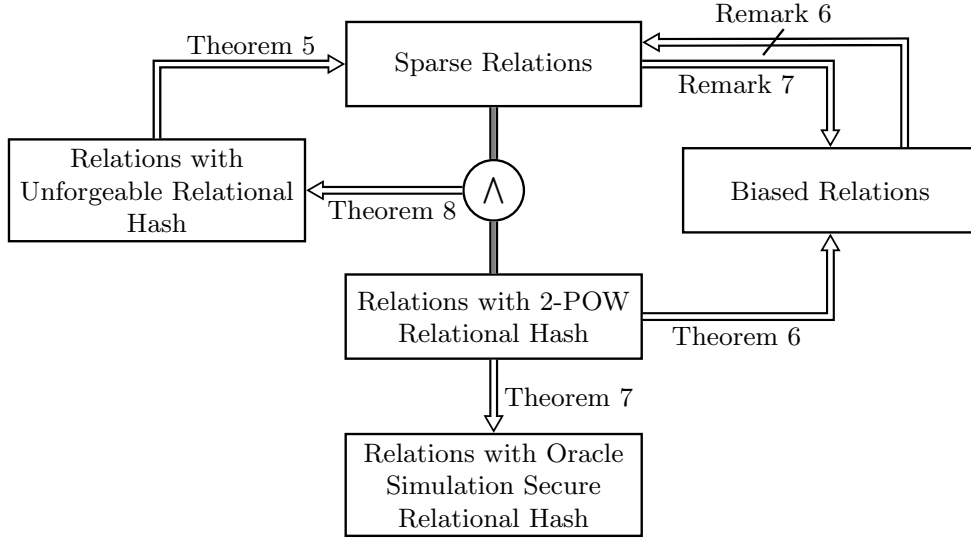 Remark 6
Theorem 5
Sparse Relations
Remark 7
Relations with
Unforgeable Relational
Hash
Theorem 8
∧
Biased Relations
Relations with 2-POW
Relational Hash
Theorem 6
Theorem 7
Relations with Oracle
Simulation Secure
Relational Hash